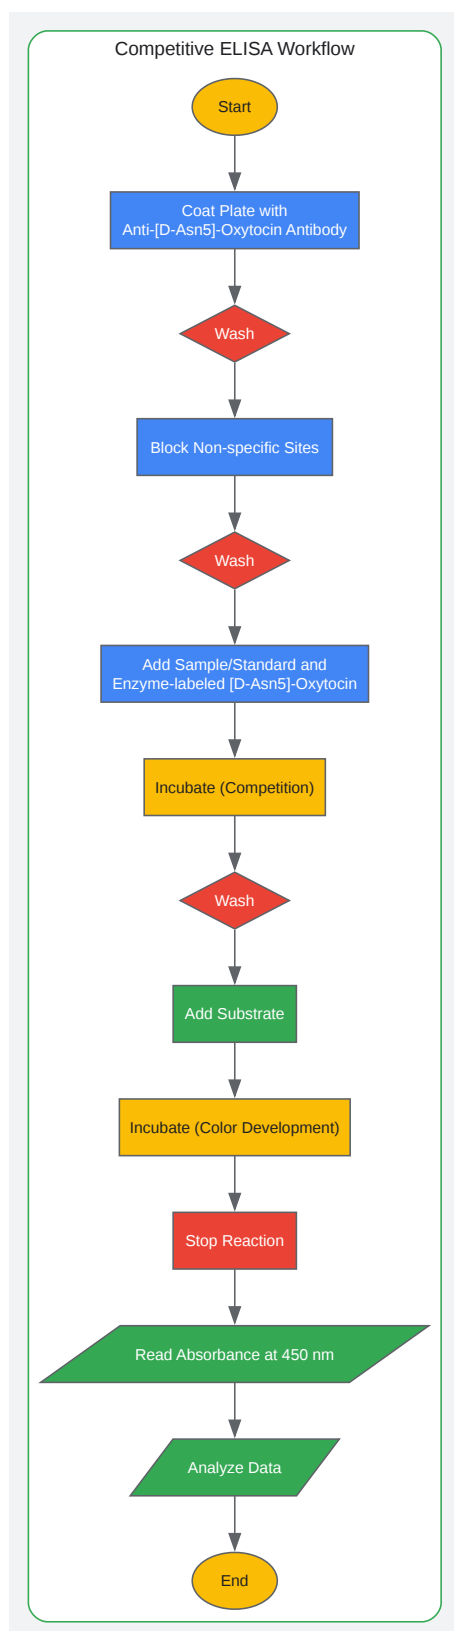 Competitive ELISA Workflow
Start
Coat Plate with
Anti-[D-Asn5]-Oxytocin Antibody
Wash
Block Non-specific Sites
Wash
Add Sample/Standard and
Enzyme-labeled [D-Asn5]-Oxytocin
Incubate (Competition)
Wash
Add Substrate
Incubate (Color Development)
Stop Reaction
Read Absorbance at 450 nm
Analyze Data
End